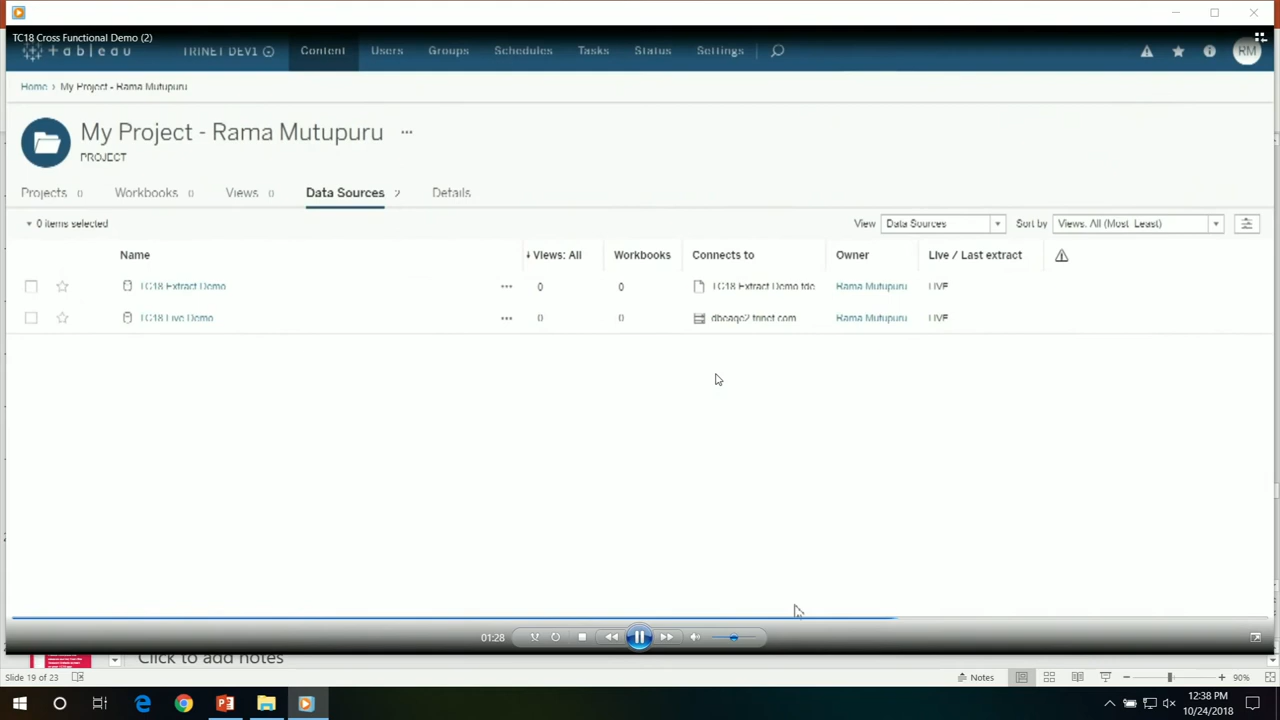 TC18 Cross Functional Demo (2)
+ableau TRINET DEV1 Content Users Groups Schedules Tasks Status Settings RM
Home › My Project - Rama Mutupuru
My Project - Rama Mutupuru ···
PROJECT
Projects 0 Workbooks 0 Views 0 Data Sources 2 Details
0 items selected View Data Sources Sort by Views: All (Most Least)
Name ↓ Views: All Workbooks Connects to Owner Live / Last extract
TC18 Extract Demo ··· 0 0 TC18 Extract Demo tde Rama Mutupuru LIVE
TC18 Live Demo ··· 0 0 Rama Mutupuru LIVE
01:28
Click to add notes
Slide 19 of 23 Notes 90%
12:38 PM
10/24/2018